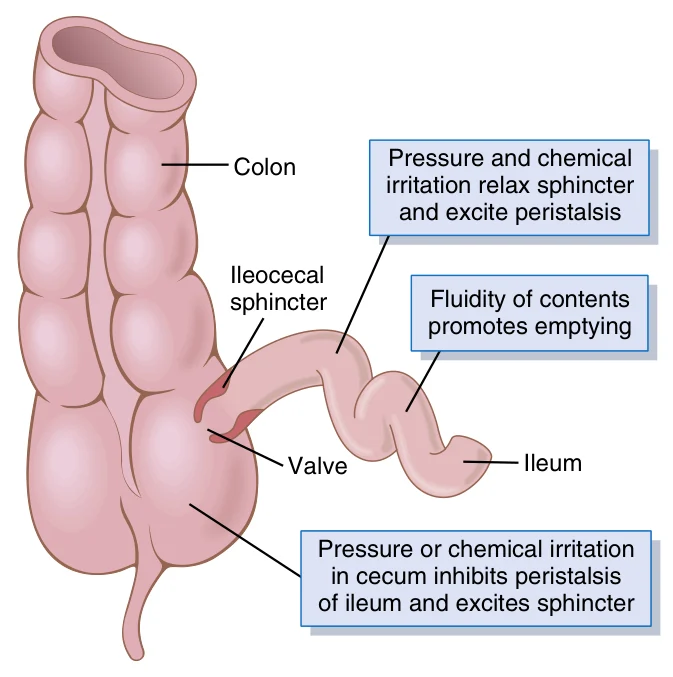 Colon
Pressure and chemical
irritation relax sphincter
and excite peristalsis
Ileocecal
sphincter
Fluidity of contents
promotes emptying
Valve
Ileum
Pressure or chemical irritation
in cecum inhibits peristalsis
of ileum and excites sphincter